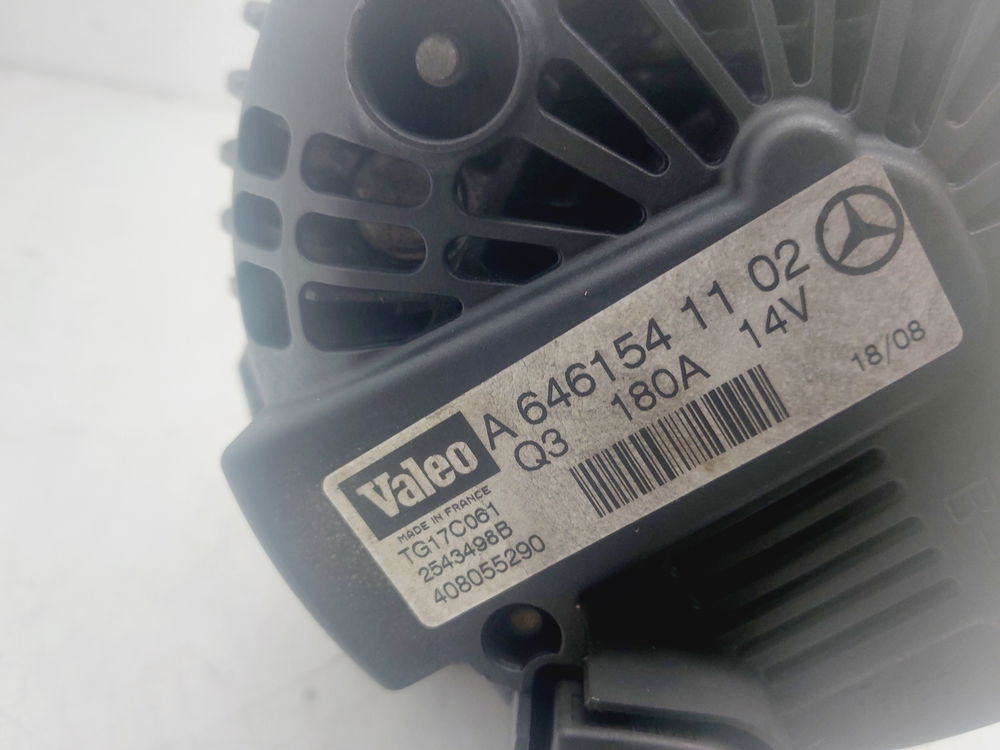 A 646154 11 02
Q3 180A 14V
18/08
Valeo
MADE IN FRANCE
TG17C061
2543498B
408055290